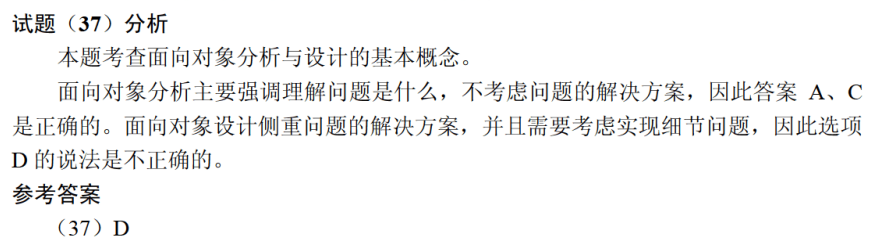 试题（37）分析
本题考查面向对象分析与设计的基本概念。
面向对象分析主要强调理解问题是什么，不考虑问题的解决方案，因此答案 A、C
是正确的。面向对象设计侧重问题的解决方案，并且需要考虑实现细节问题，因此选项
D 的说法是不正确的。
参考答案
（37）D